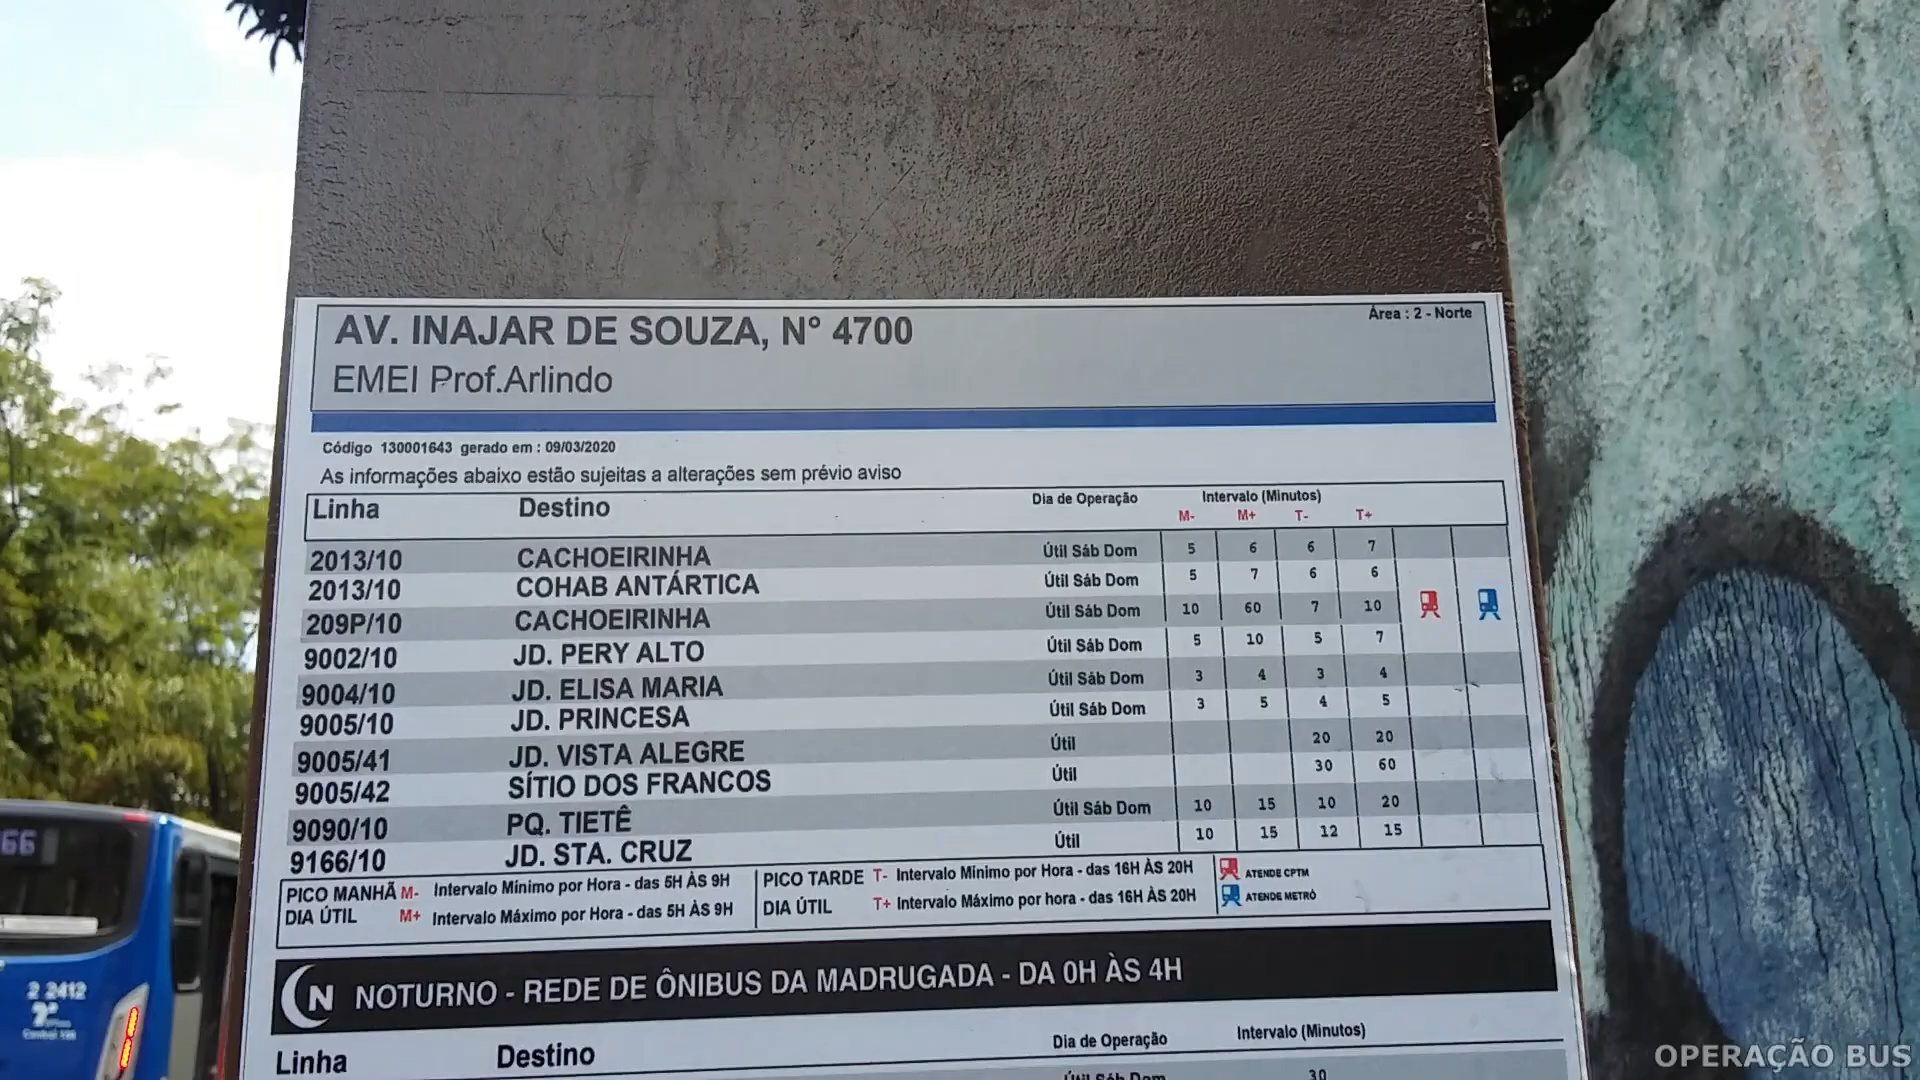 AV. INAJAR DE SOUZA, N° 4700
Área : 2 - Norte
EMEI Prof.Arlindo
Código 130001643 gerado em : 09/03/2020
As informações abaixo estão sujeitas a alterações sem prévio aviso
Linha Destino Dia de Operação Intervalo (Minutos)
M- M+ T- T+
2013/10 CACHOEIRINHA Útil Sáb Dom 5 6 6 7
2013/10 COHAB ANTÁRTICA Útil Sáb Dom 5 7 6 6
209P/10 CACHOEIRINHA Útil Sáb Dom 10 60 7 10
9002/10 JD. PERY ALTO Útil Sáb Dom 5 10 5 7
9004/10 JD. ELISA MARIA Útil Sáb Dom 3 4 3 4
9005/10 JD. PRINCESA Útil Sáb Dom 3 5 4 5
9005/41 JD. VISTA ALEGRE Útil 20 20
9005/42 SÍTIO DOS FRANCOS Útil 30 60
9090/10 PQ. TIETÊ Útil Sáb Dom 10 15 10 20
9166/10 JD. STA. CRUZ Útil 10 15 12 15
PICO MANHÃ M- Intervalo Mínimo por Hora - das 5H ÀS 9H
DIA ÚTIL M+ Intervalo Máximo por Hora - das 5H ÀS 9H
PICO TARDE T- Intervalo Mínimo por Hora - das 16H ÀS 20H
DIA ÚTIL T+ Intervalo Máximo por hora - das 16H ÀS 20H
ATENDE CPTM
ATENDE METRÔ
N NOTURNO - REDE DE ÔNIBUS DA MADRUGADA - DA 0H ÀS 4H
Linha Destino Dia de Operação Intervalo (Minutos)
Útil Sáb Dom 30
66
2 2412
OPERAÇÃO BUS